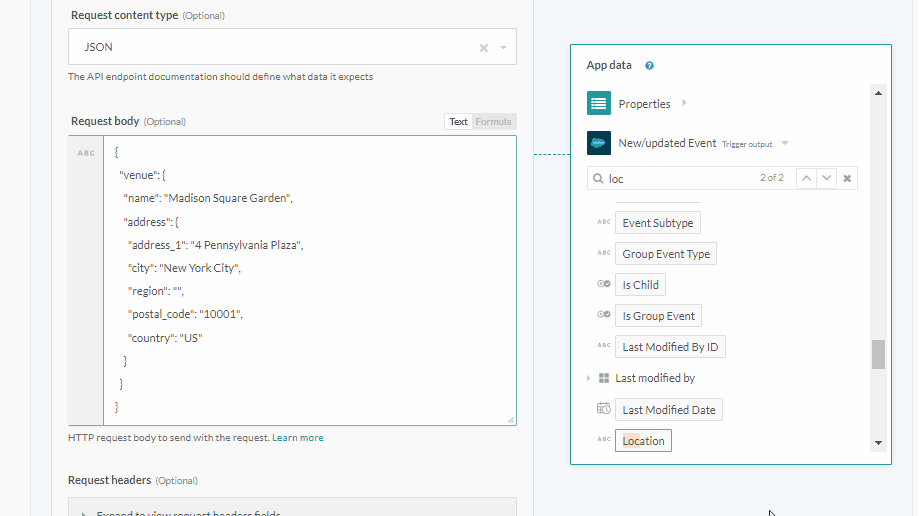 Request content type (Optional)
JSON
The API endpoint documentation should define what data it expects
Request body (Optional)
Text Formula
ABC
{
"venue": {
"name": "Madison Square Garden",
"address": {
"address_1": "4 Pennsylvania Plaza",
"city": "New York City",
"region": "",
"postal_code": "10001",
"country": "US"
}
}
}
HTTP request body to send with the request. Learn more
Request headers (Optional)
Expand to view request headers fields
App data ?
Properties
New/updated Event Trigger output
loc 2 of 2
ABC Event Subtype
ABC Group Event Type
Is Child
Is Group Event
ABC Last Modified By ID
Last modified by
Last Modified Date
ABC Location